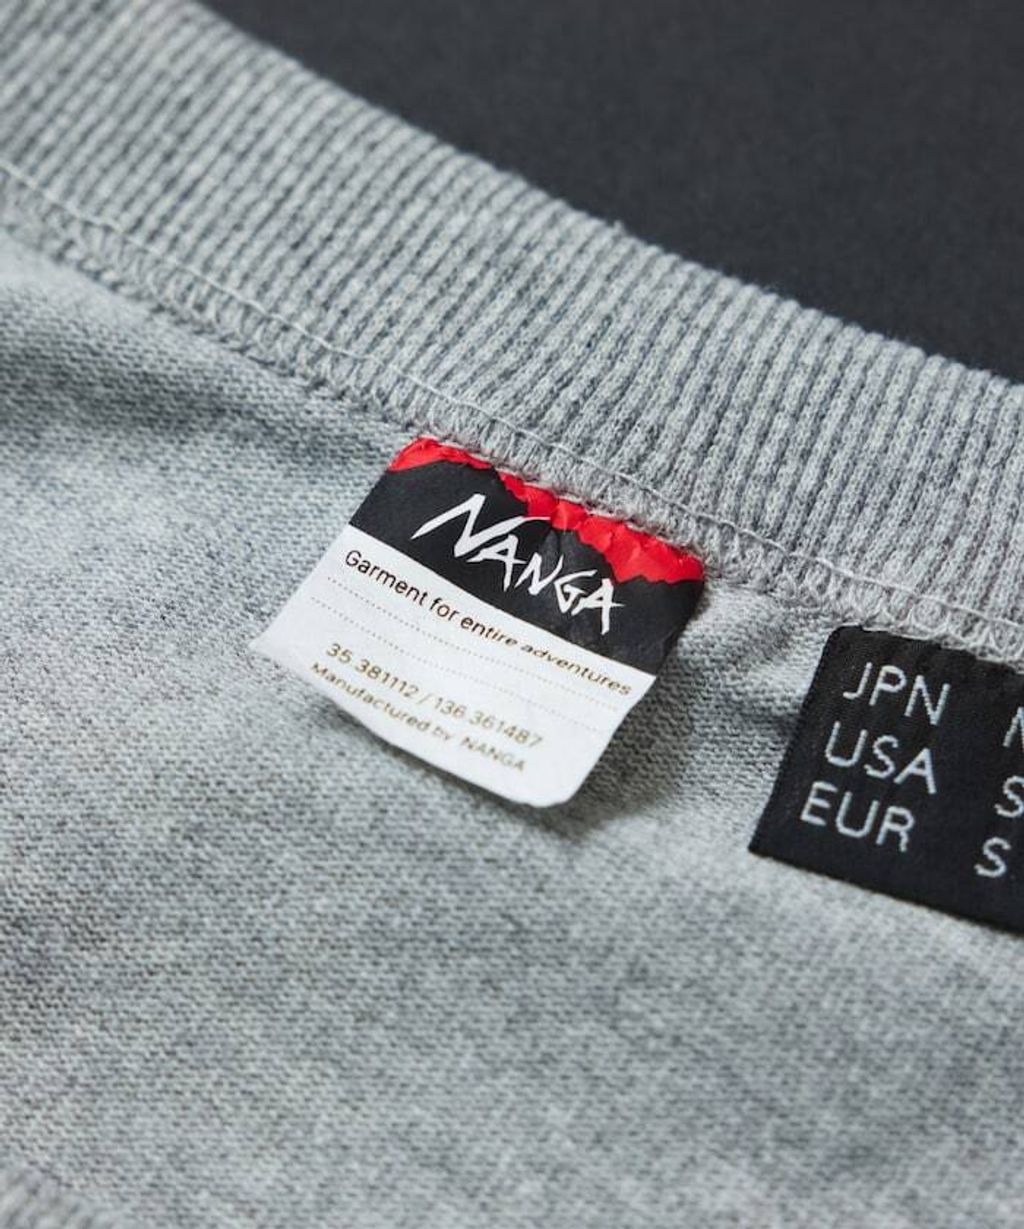 NANGA
Garment for entire adventures
35.381112 / 136.361487
Manufactured by NANGA
JPN
USA S
EUR S